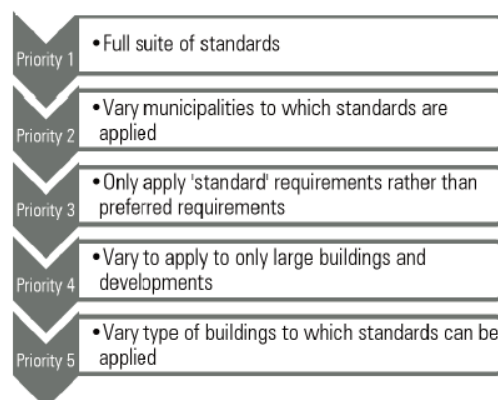 Priority 1
•Full suite of standards
Priority 2
•Vary municipalities to which standards are
applied
Priority 3
•Only apply 'standard' requirements rather than
preferred requirements
Priority 4
•Vary to apply to only large buildings and
developments
Priority 5
•Vary type of buildings to which standards can be
applied